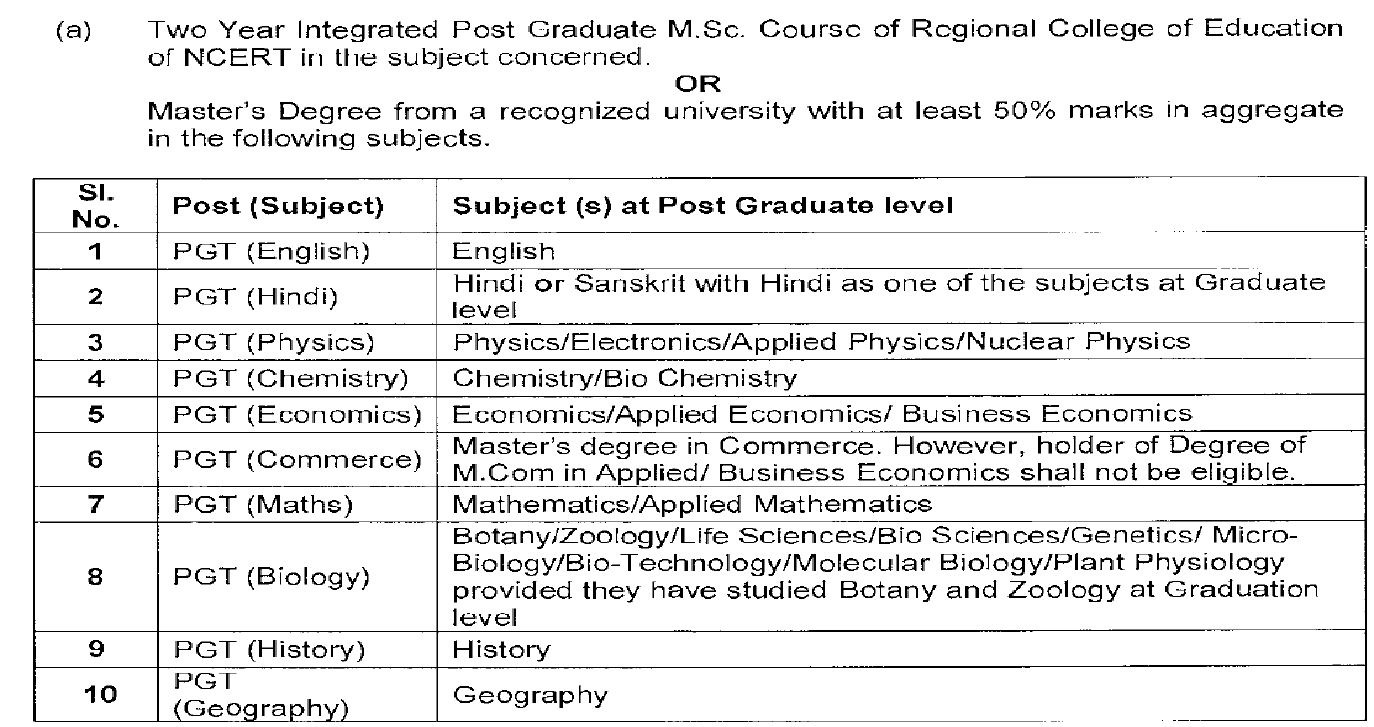 (a) Two Year Integrated Post Graduate M.Sc. Course of Regional College of Education
of NCERT in the subject concerned.
OR
Master's Degree from a recognized university with at least 50% marks in aggregate
in the following subjects.
Sl. No. Post (Subject) Subject (s) at Post Graduate level
1 PGT (English) English
2 PGT (Hindi) Hindi or Sanskrit with Hindi as one of the subjects at Graduate
level
3 PGT (Physics) Physics/Electronics/Applied Physics/Nuclear Physics
4 PGT (Chemistry) Chemistry/Bio Chemistry
5 PGT (Economics) Economics/Applied Economics/ Business Economics
6 PGT (Commerce) Master's degree in Commerce. However, holder of Degree of
M.Com in Applied/ Business Economics shall not be eligible.
7 PGT (Maths) Mathematics/Applied Mathematics
8 PGT (Biology) Botany/Zoology/Life Sciences/Bio Sciences/Genetics/ Micro-
Biology/Bio-Technology/Molecular Biology/Plant Physiology
provided they have studied Botany and Zoology at Graduation
level
9 PGT (History) History
10 PGT (Geography) Geography